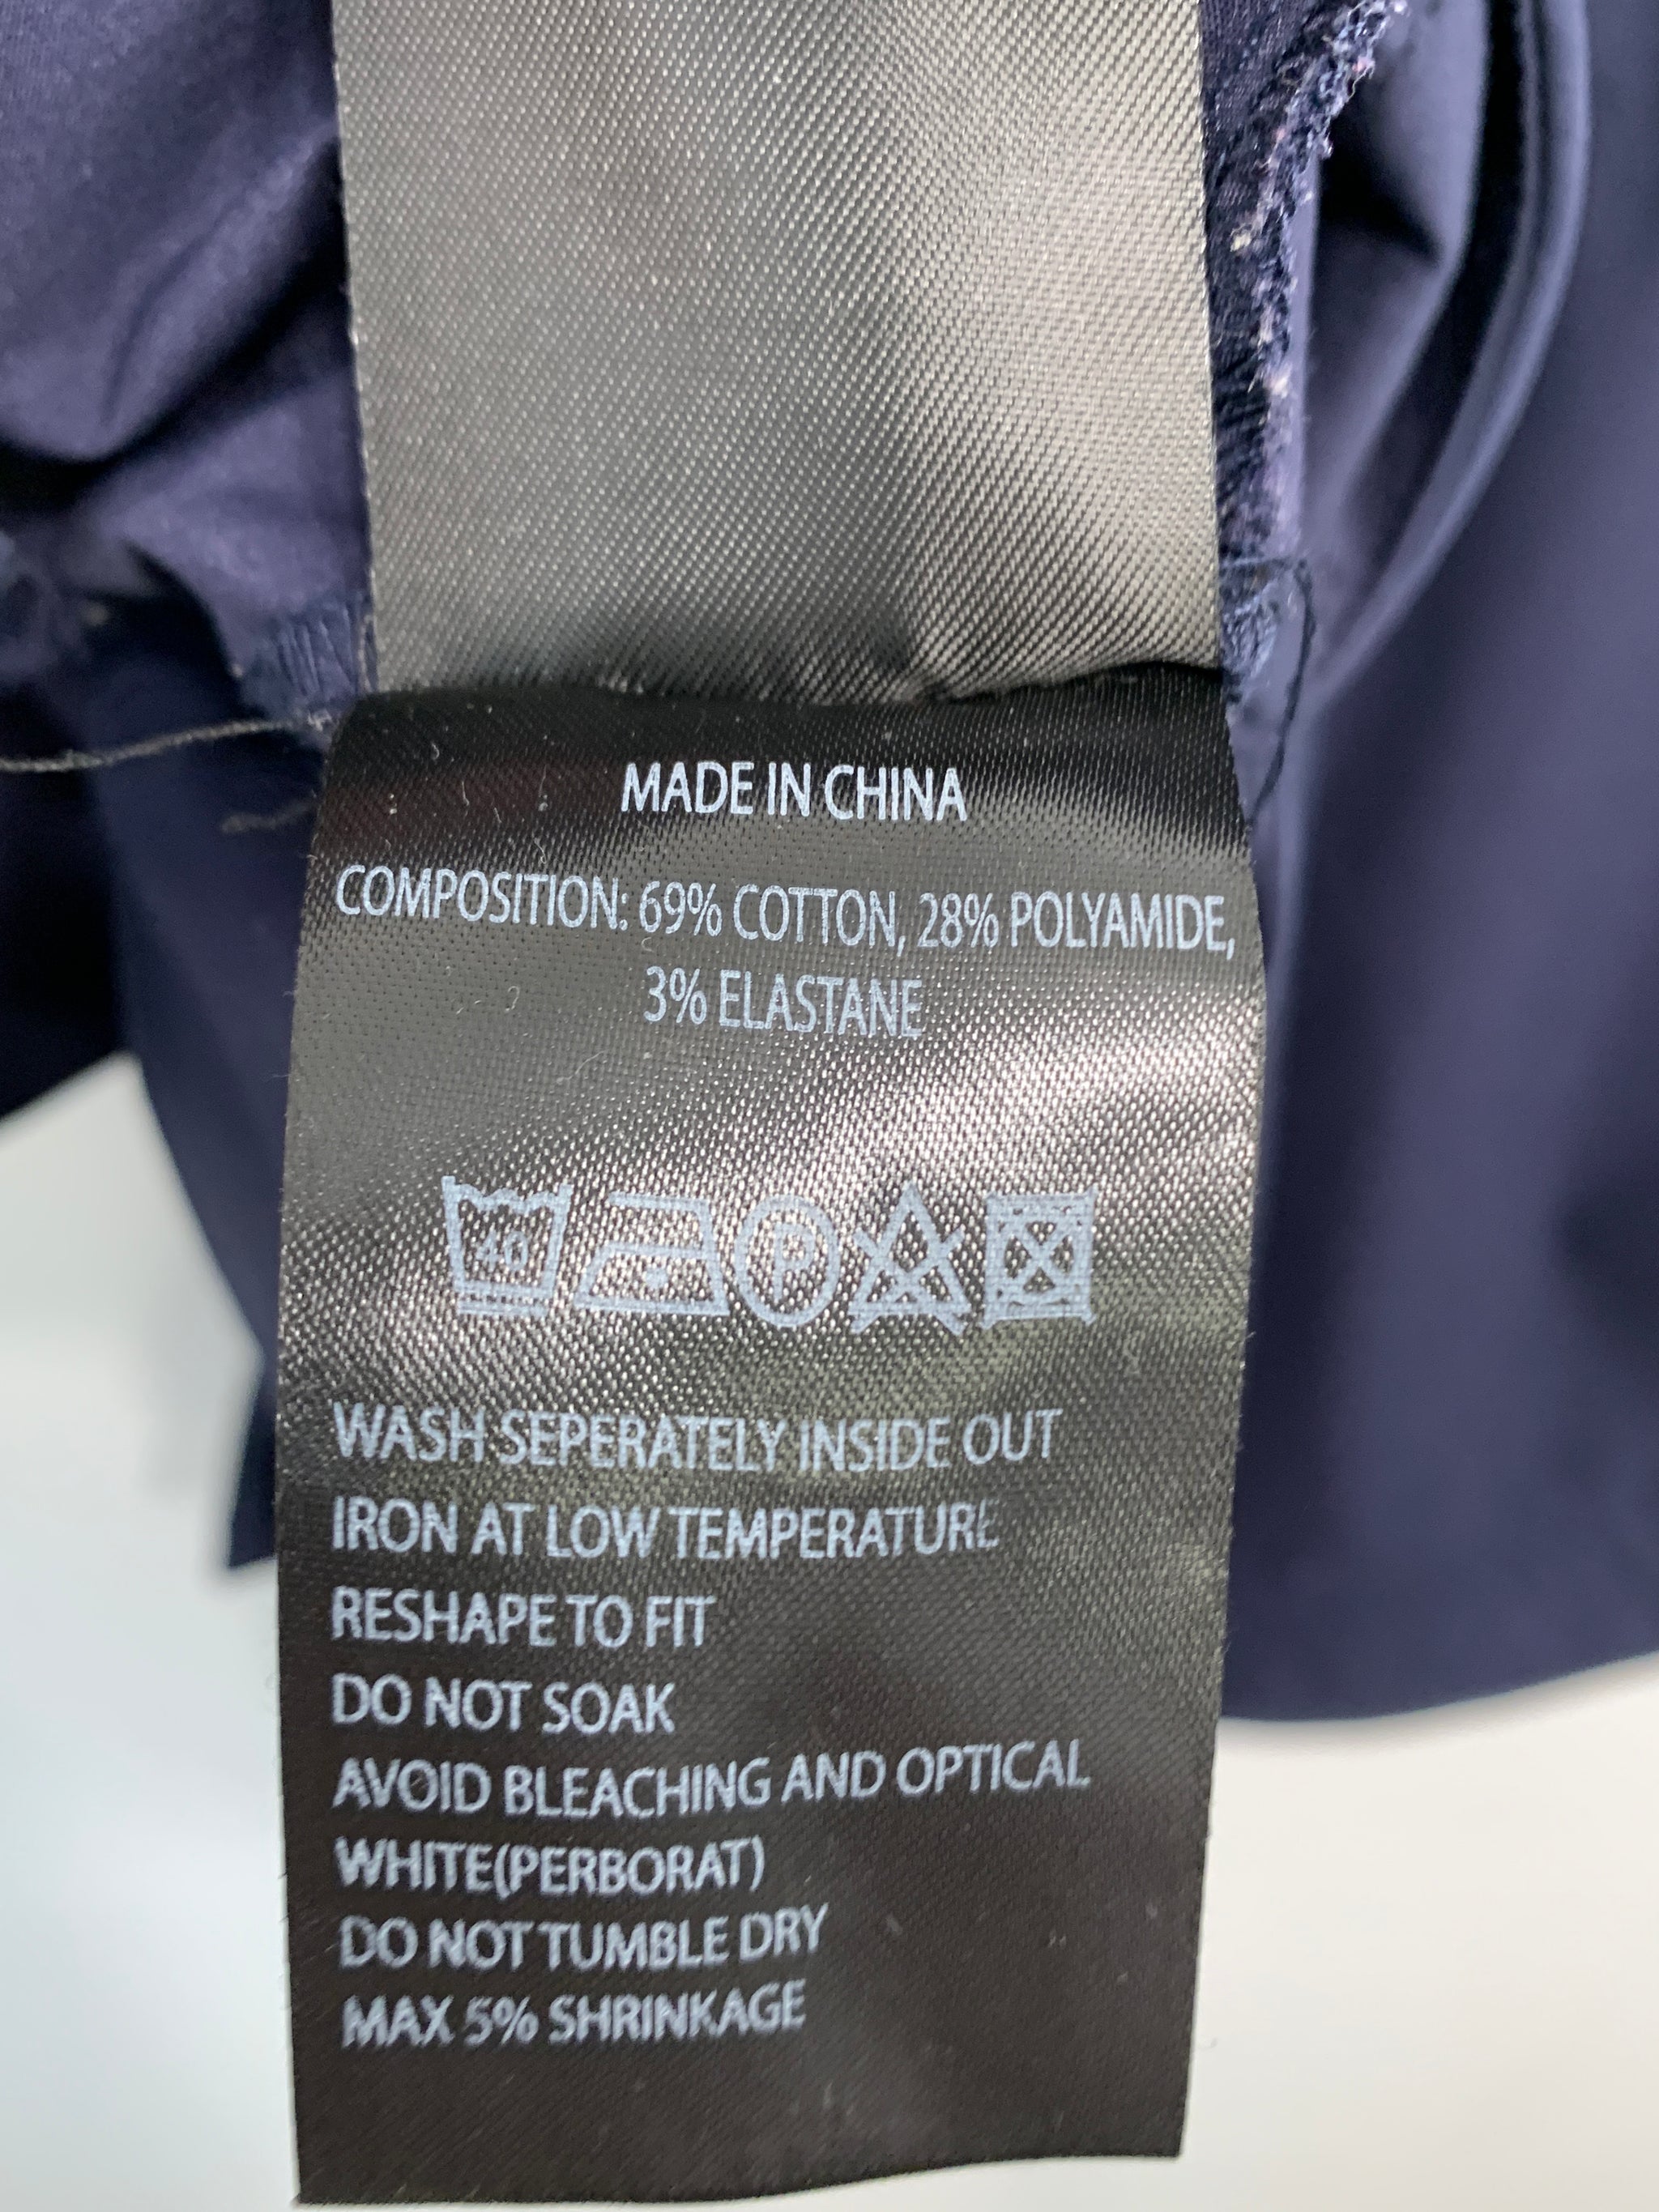 MADE IN CHINA
COMPOSITION: 69% COTTON, 28% POLYAMIDE,
3% ELASTANE
40 P
WASH SEPERATELY INSIDE OUT
IRON AT LOW TEMPERATURE
RESHAPE TO FIT
DO NOT SOAK
AVOID BLEACHING AND OPTICAL
WHITE(PERBORAT)
DO NOT TUMBLE DRY
MAX 5% SHRINKAGE